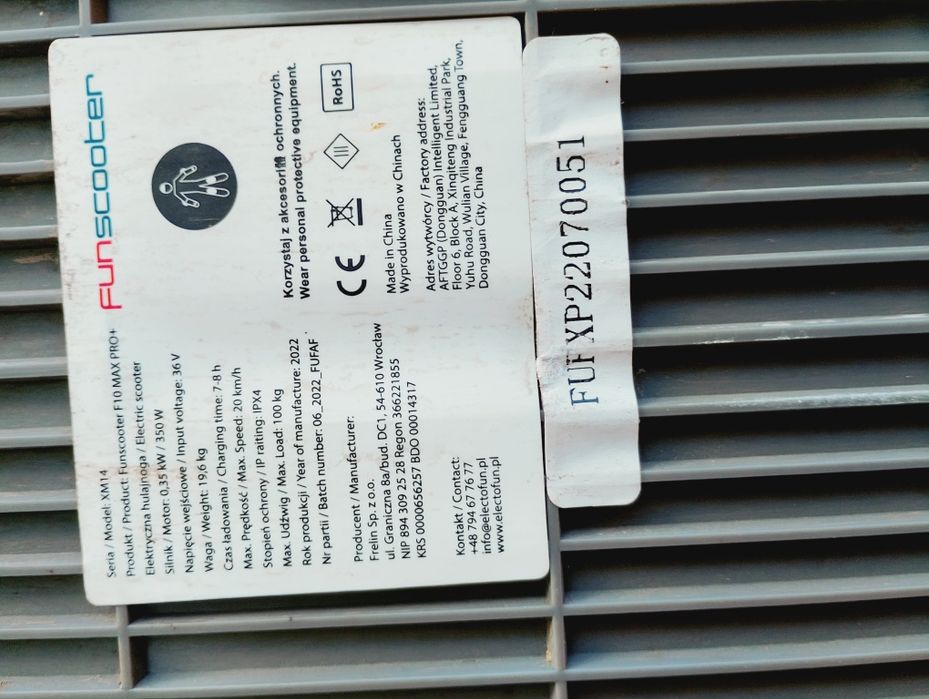 Seria / Model: XM14
Produkt / Product: Funscooter F10 MAX PRO+
Elektryczna hulajnoga / Electric scooter
Silnik / Motor: 0,35 kW / 350 W
Napięcie wejściowe / Input voltage: 36 V
Waga / Weight: 19,6 kg
Czas ładowania / Charging time: 7-8 h
Max. Prędkość / Max. Speed: 20 km/h
Stopień ochrony / IP raiting: IPX4
Max. Udźwig / Max. Load: 100 kg
Rok produkcji / Year of manufacture: 2022
Nr partii / Batch number: 06_2022_FUFAF
Producent / Manufacturer:
Frelin Sp. z o.o.
ul. Graniczna 8a/bud. DC1, 54-610 Wrocław
NIP 894 309 25 28 Regon 366221855
KRS 0000656257 BDO 00014317
Kontakt / Contact:
+48 794 67 76 77
info@electofun.pl
www.electofun.pl
Funscooter
Korzystaj z akcesoriów ochronnych.
Wear personal protective equipment.
CE
RoHS
Made in China
Wyprodukowano w Chinach
Adres wytwórcy / Factory address:
AFTGGP (Dongguan) Intelligent Limited,
Floor 6, Block A, Xinqiteng Industrial Park,
Yuhu Road, Wulian Village, Fengguang Town,
Dongguan City, China
FUFXP22070051